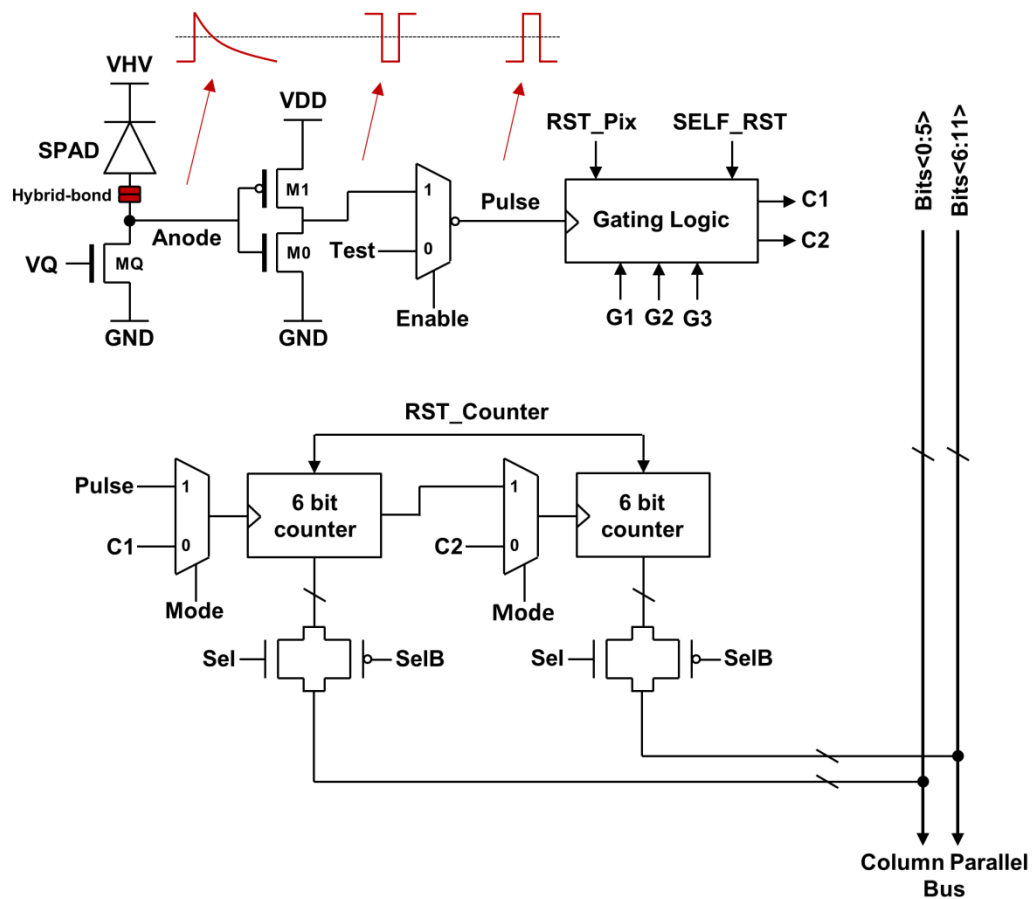 VHV
SPAD
Hybrid-bond
Anode
VQ
MQ
GND
VDD
M1
M0
GND
1
Test
0
Enable
Pulse
RST_Pix
SELF_RST
Gating Logic
C1
C2
G1
G2
G3
Bits<0:5>
Bits<6:11>
RST_Counter
Pulse
1
C1
0
Mode
6 bit
counter
1
C2
0
Mode
6 bit
counter
Sel
SelB
Sel
SelB
Column Parallel
Bus